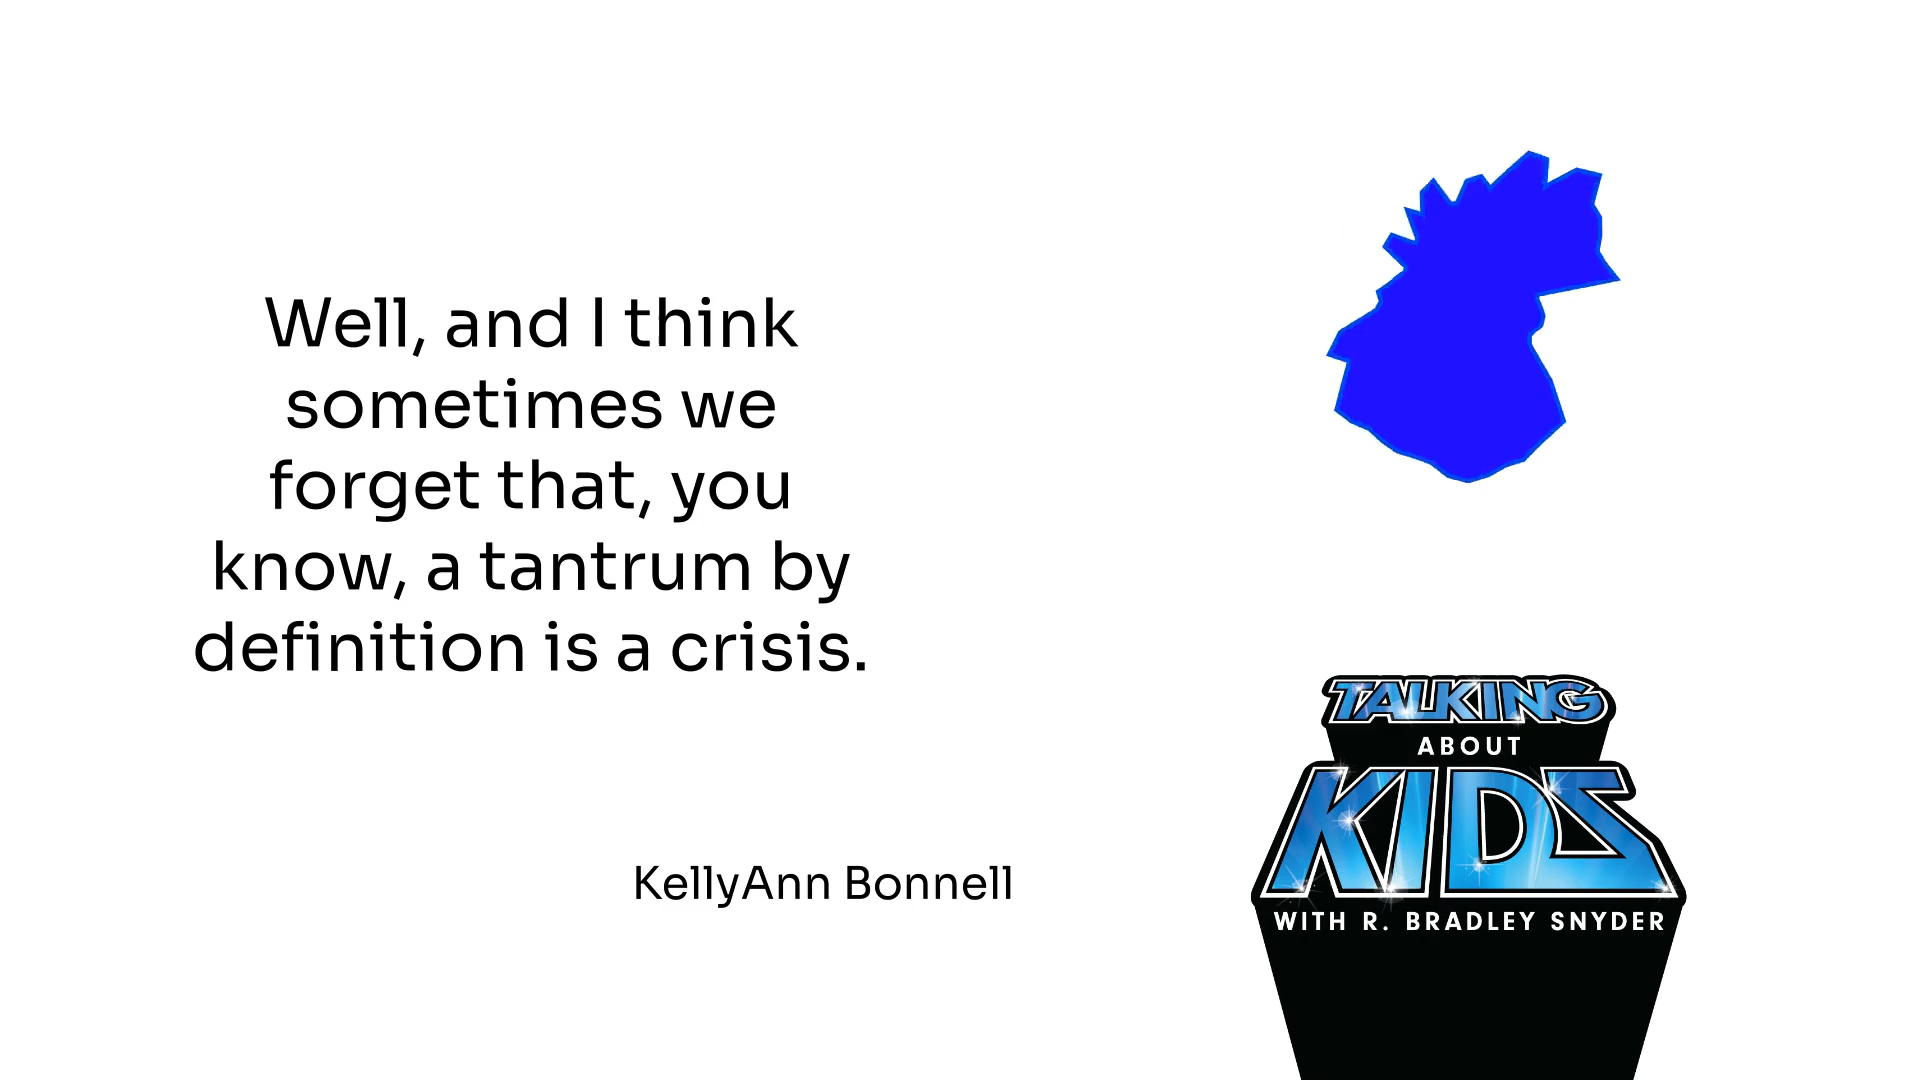 Well, and I think
sometimes we
forget that, you
know, a tantrum by
definition is a crisis.
KellyAnn Bonnell
TALKING
ABOUT
KIDS
WITH R. BRADLEY SNYDER